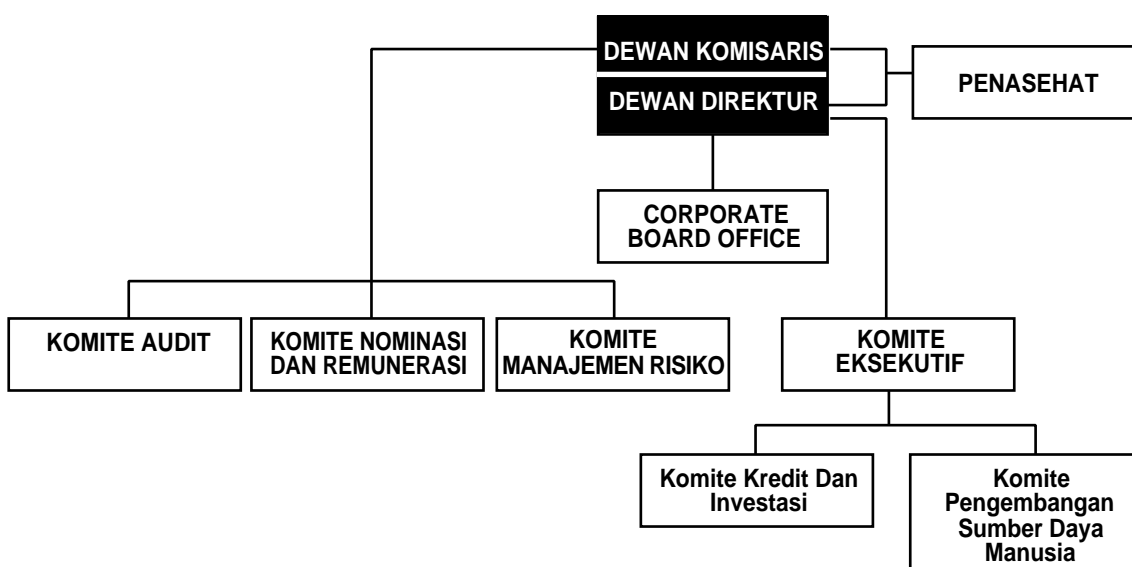 DEWAN KOMISARIS
DEWAN DIREKTUR
PENASEHAT
CORPORATE
BOARD OFFICE
KOMITE AUDIT
KOMITE NOMINASI
DAN REMUNERASI
KOMITE
MANAJEMEN RISIKO
KOMITE
EKSEKUTIF
Komite Kredit Dan
Investasi
Komite
Pengembangan
Sumber Daya
Manusia